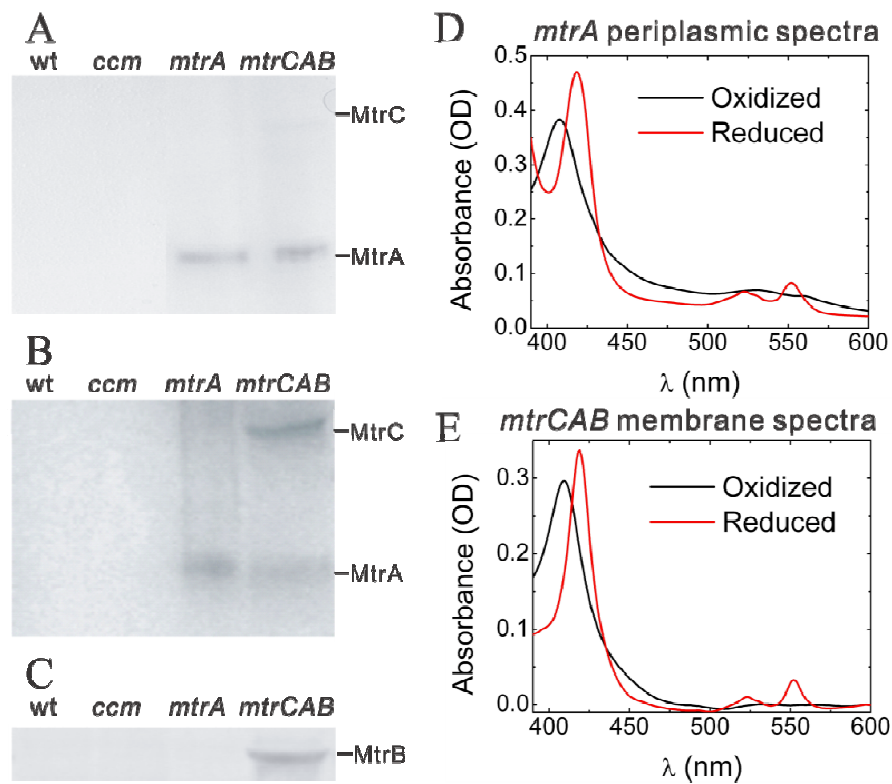 A
wt ccm mtrA mtrCAB
MtrC
MtrA
B
wt ccm mtrA mtrCAB
MtrC
MtrA
C
wt ccm mtrA mtrCAB
MtrB
D mtrA periplasmic spectra
0.5
0.4
0.3
0.2
0.1
0.0
Absorbance (OD)
Oxidized
Reduced
400 450 500 550 600
λ (nm)
E mtrCAB membrane spectra
0.3
0.2
0.1
0.0
Absorbance (OD)
Oxidized
Reduced
400 450 500 550 600
λ (nm)